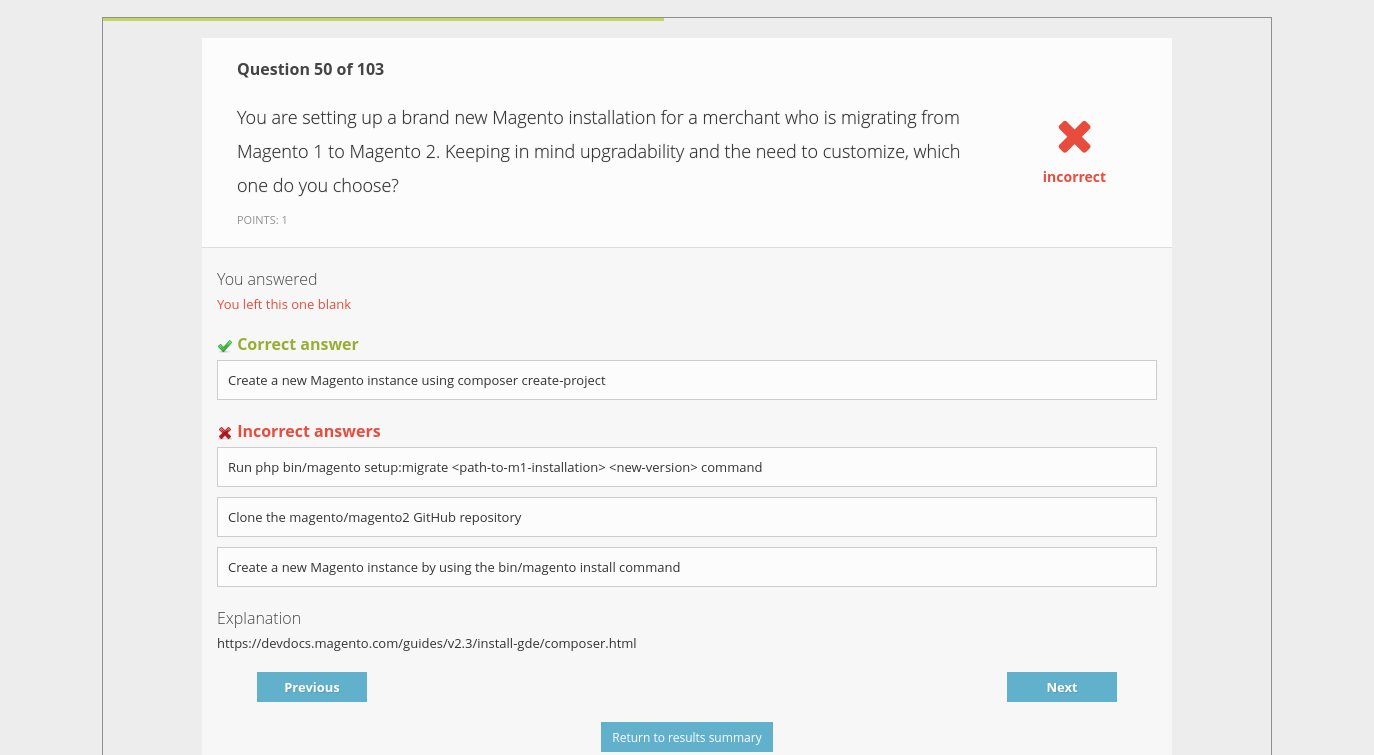 Question 50 of 103
You are setting up a brand new Magento installation for a merchant who is migrating from
Magento 1 to Magento 2. Keeping in mind upgradability and the need to customize, which
one do you choose?
incorrect
POINTS: 1
You answered
You left this one blank
Correct answer
Create a new Magento instance using composer create-project
Incorrect answers
Run php bin/magento setup:migrate <path-to-m1-installation> <new-version> command
Clone the magento/magento2 GitHub repository
Create a new Magento instance by using the bin/magento install command
Explanation
https://devdocs.magento.com/guides/v2.3/install-gde/composer.html
Previous
Next
Return to results summary